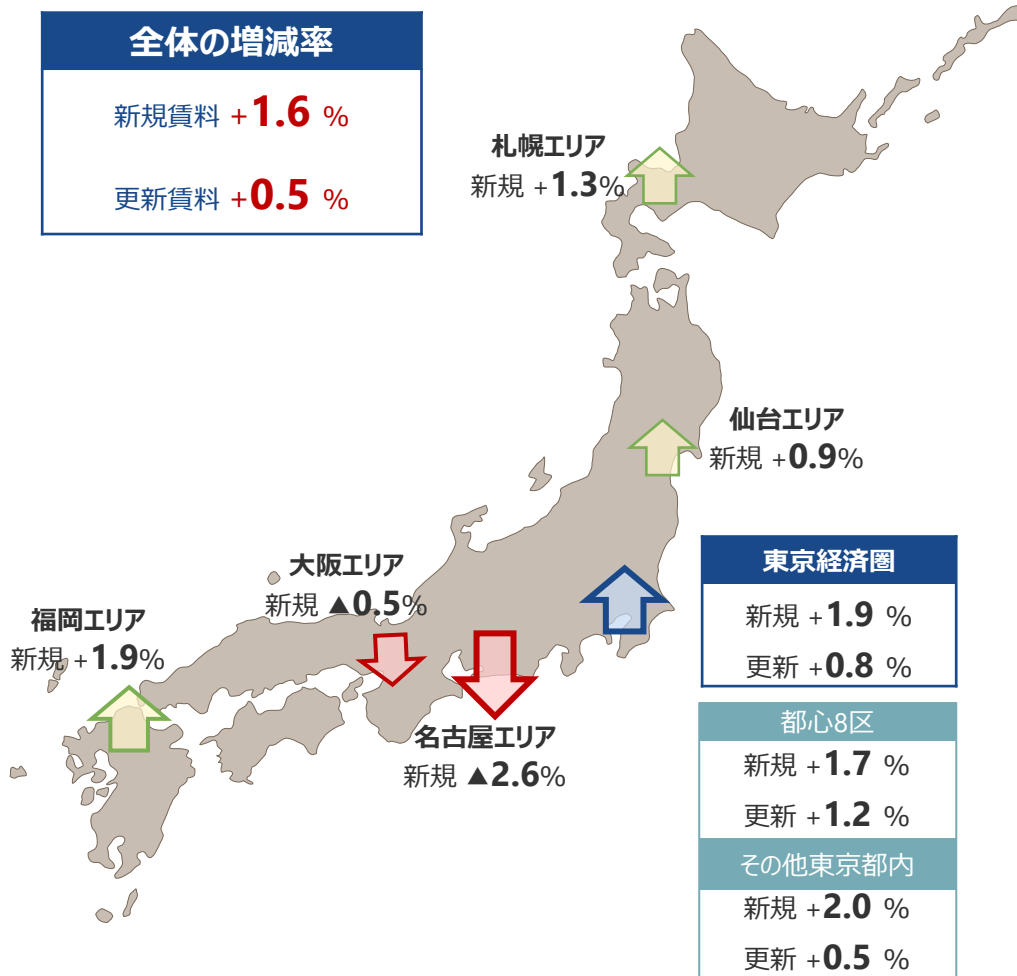 全体の増減率
新規賃料 +1.6 %
更新賃料 +0.5 %
札幌エリア
新規 +1.3%
仙台エリア
新規 +0.9%
大阪エリア
新規 ▲0.5%
福岡エリア
新規 +1.9%
名古屋エリア
新規 ▲2.6%
東京経済圏
新規 +1.9 %
更新 +0.8 %
都心8区
新規 +1.7 %
更新 +1.2 %
その他東京都内
新規 +2.0 %
更新 +0.5 %